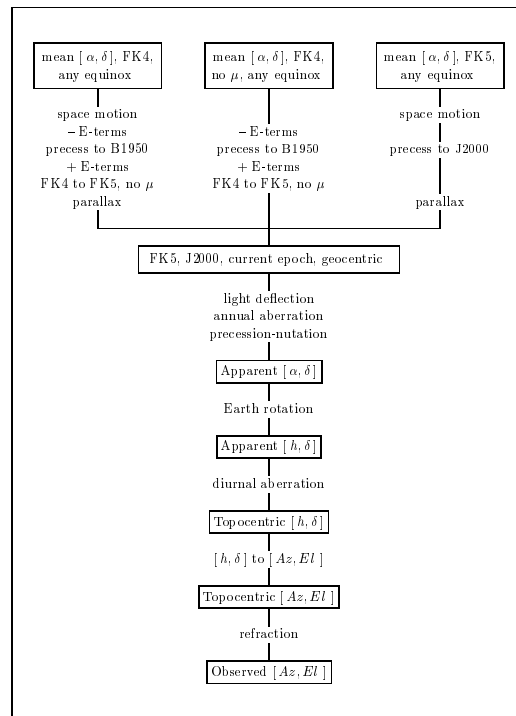 mean [ α, δ ], FK4,
any equinox
mean [ α, δ ], FK4,
no μ, any equinox
mean [ α, δ ], FK5,
any equinox
space motion
– E-terms
precess to B1950
+ E-terms
FK4 to FK5, no μ
parallax
– E-terms
precess to B1950
+ E-terms
FK4 to FK5, no μ
space motion
precess to J2000
parallax
FK5, J2000, current epoch, geocentric
light deflection
annual aberration
precession-nutation
Apparent [ α, δ ]
Earth rotation
Apparent [ h, δ ]
diurnal aberration
Topocentric [ h, δ ]
[ h, δ ] to [ Az, El ]
Topocentric [ Az, El ]
refraction
Observed [ Az, El ]